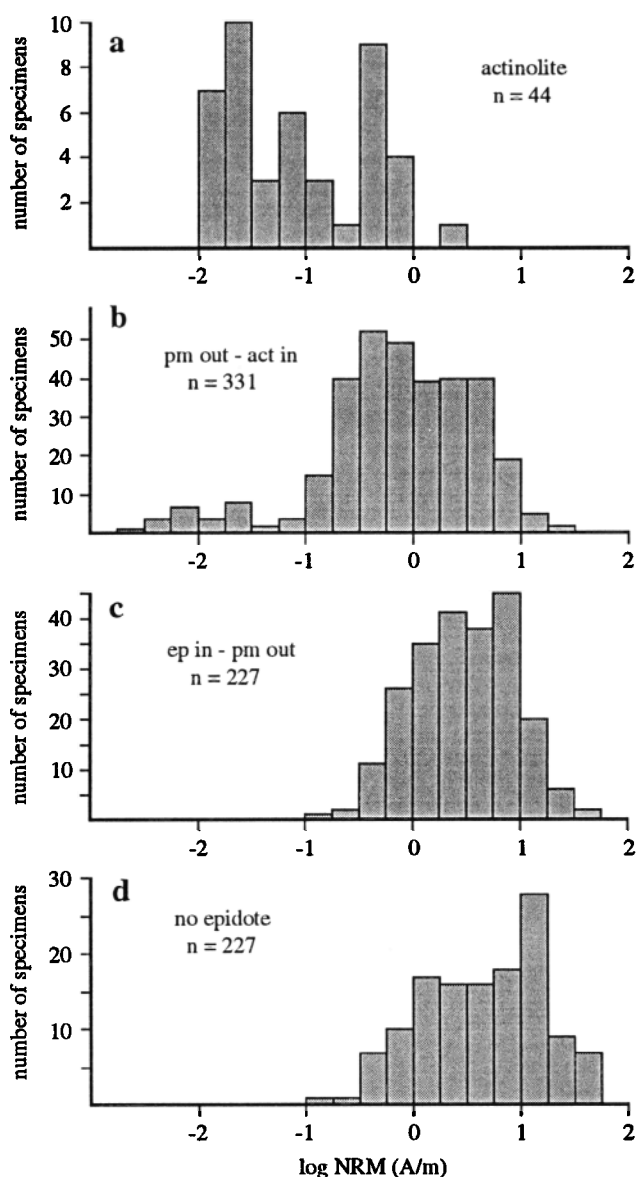 a
actinolite
n = 44
number of specimens
10
8
6
4
2
-2 -1 0 1 2
b
pm out - act in
n = 331
number of specimens
50
40
30
20
10
-2 -1 0 1 2
c
ep in - pm out
n = 227
number of specimens
40
30
20
10
-2 -1 0 1 2
d
no epidote
n = 227
number of specimens
30
20
10
-2 -1 0 1 2
log NRM (A/m)